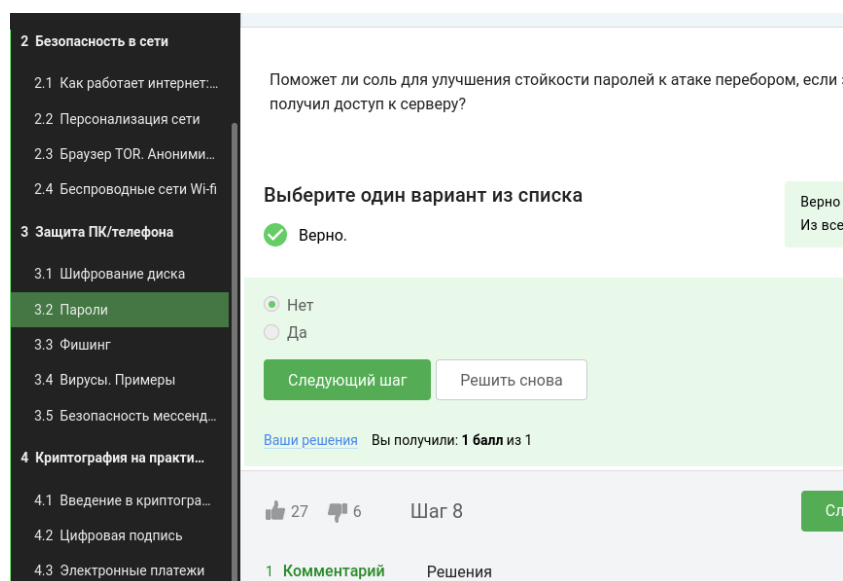 2 Безопасность в сети
2.1 Как работает интернет:...
2.2 Персонализация сети
2.3 Браузер TOR. Аноними...
2.4 Беспроводные сети Wi-fi
3 Защита ПК/телефона
3.1 Шифрование диска
3.2 Пароли
3.3 Фишинг
3.4 Вирусы. Примеры
3.5 Безопасность мессенд...
4 Криптография на практи...
4.1 Введение в криптогра...
4.2 Цифровая подпись
4.3 Электронные платежи
Поможет ли соль для улучшения стойкости паролей к атаке перебором, если
получил доступ к серверу?
Выберите один вариант из списка
Верно.
Верно
Из все
Нет
Да
Следующий шаг Решить снова
Ваши решения Вы получили: 1 балл из 1
27 6 Шаг 8
Сл
1 Комментарий Решения